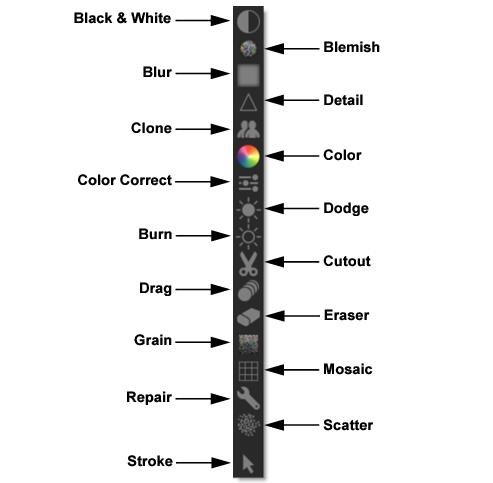 Black & White
Blemish
Blur
Detail
Clone
Color
Color Correct
Dodge
Burn
Cutout
Drag
Eraser
Grain
Mosaic
Repair
Scatter
Stroke